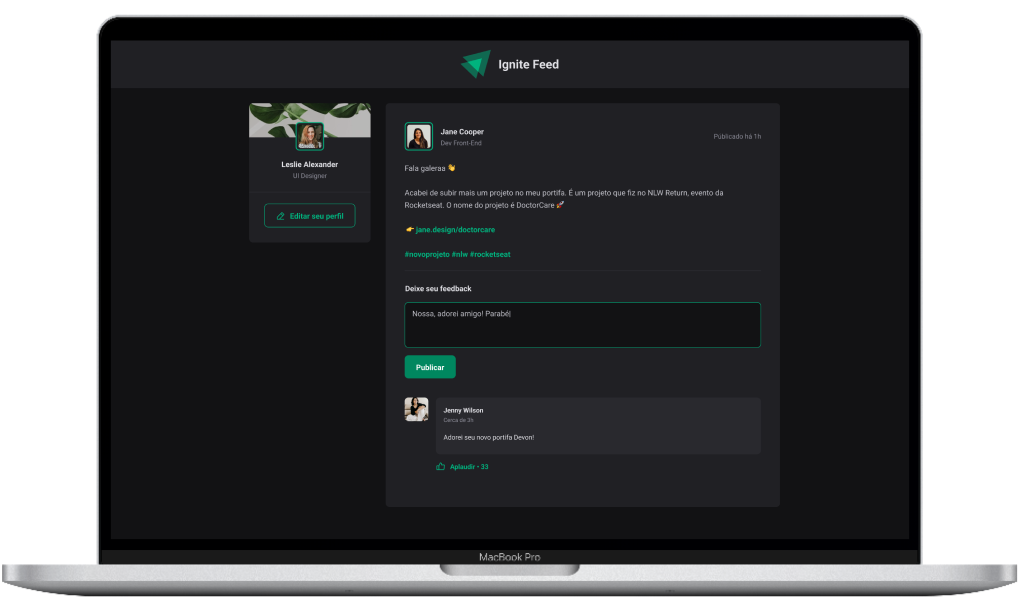 Ignite Feed
Leslie Alexander
UI Designer
Editar seu perfil
Jane Cooper
Dev Front-End
Públicado há 1h
Fala galeraa 👋
Acabei de subir mais um projeto no meu portifa. É um projeto que fiz no NLW Return, evento da
Rocketseat. O nome do projeto é DoctorCare 🚀
👉 jane.design/doctorcare
#novoprojeto #nlw #rocketseat
Deixe seu feedback
Nossa, adorei amigo! Parabé|
Publicar
Jenny Wilson
Cerca de 3h
Adorei seu novo portifa Devon!
Aplaudir • 33
MacBook Pro